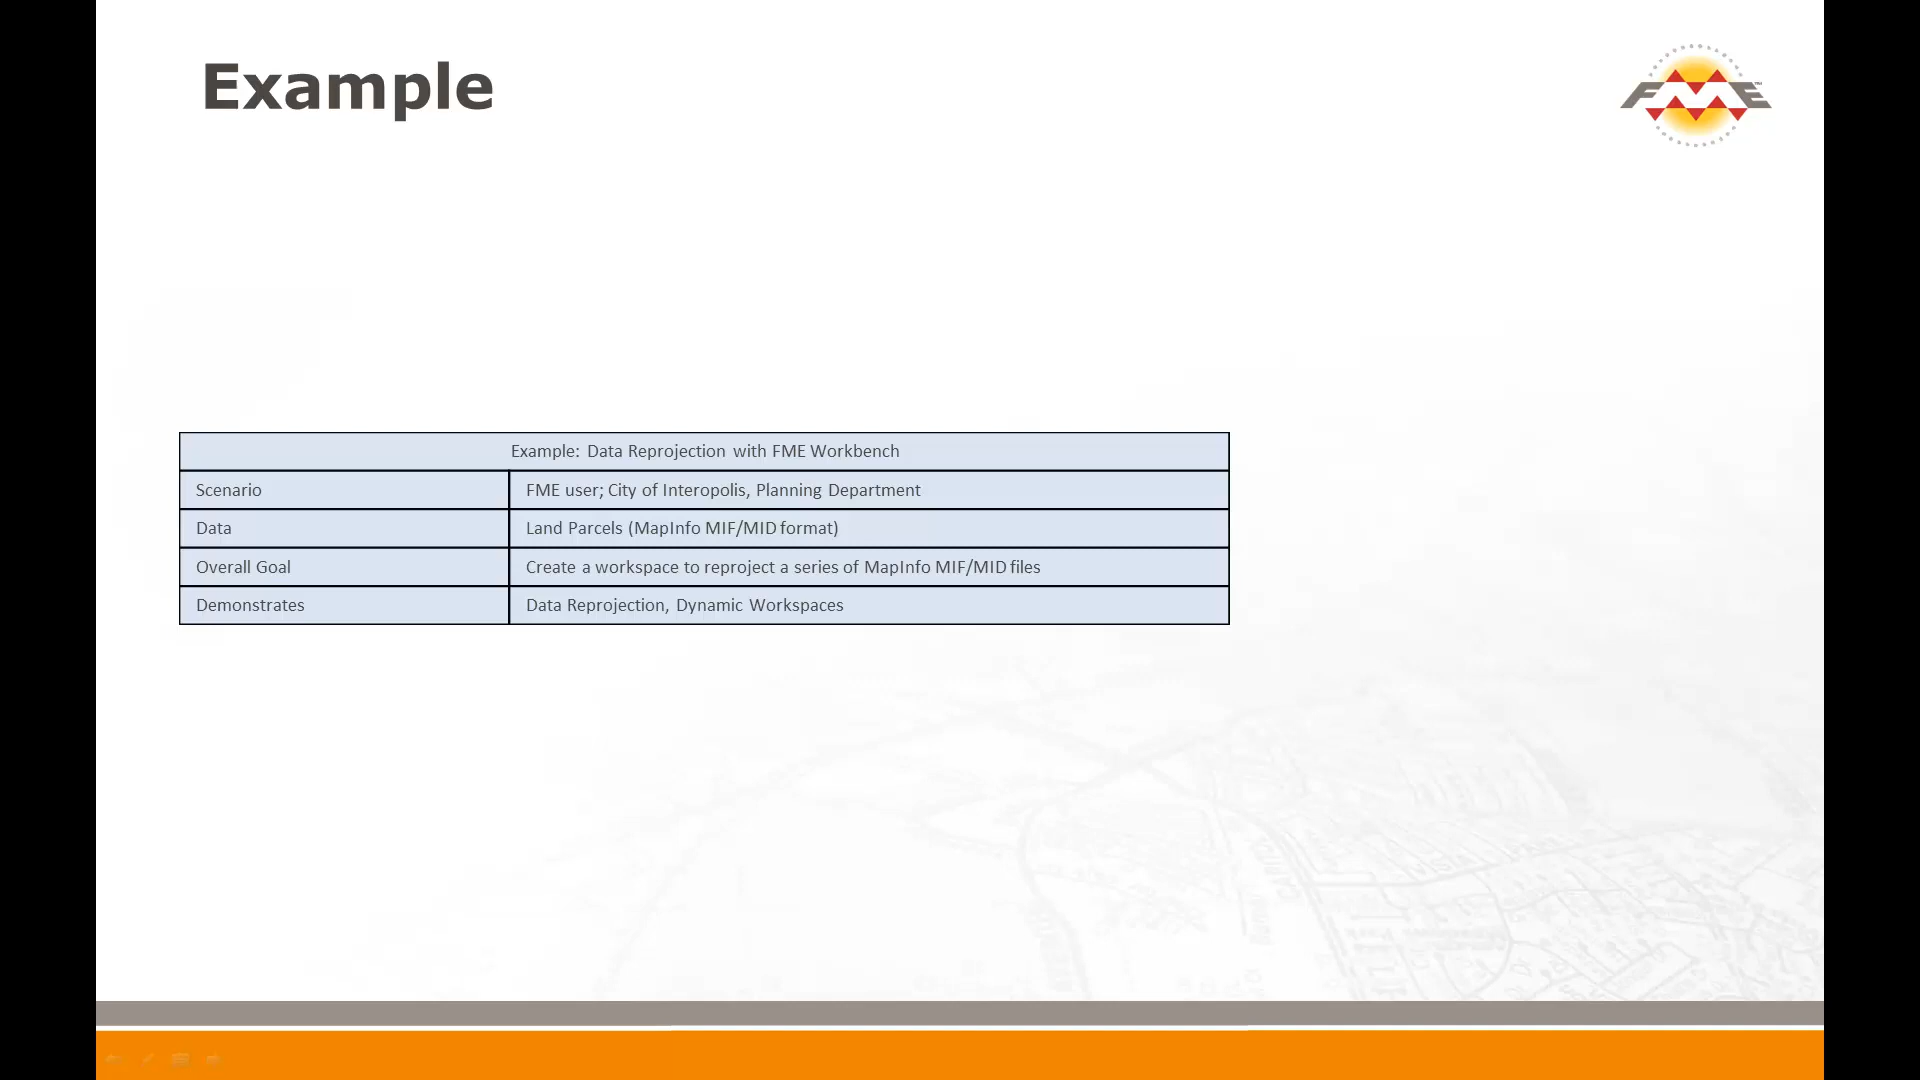 Example
FME
Example: Data Reprojection with FME Workbench
Scenario
FME user; City of Interopolis, Planning Department
Data
Land Parcels (MapInfo MIF/MID format)
Overall Goal
Create a workspace to reproject a series of MapInfo MIF/MID files
Demonstrates
Data Reprojection, Dynamic Workspaces